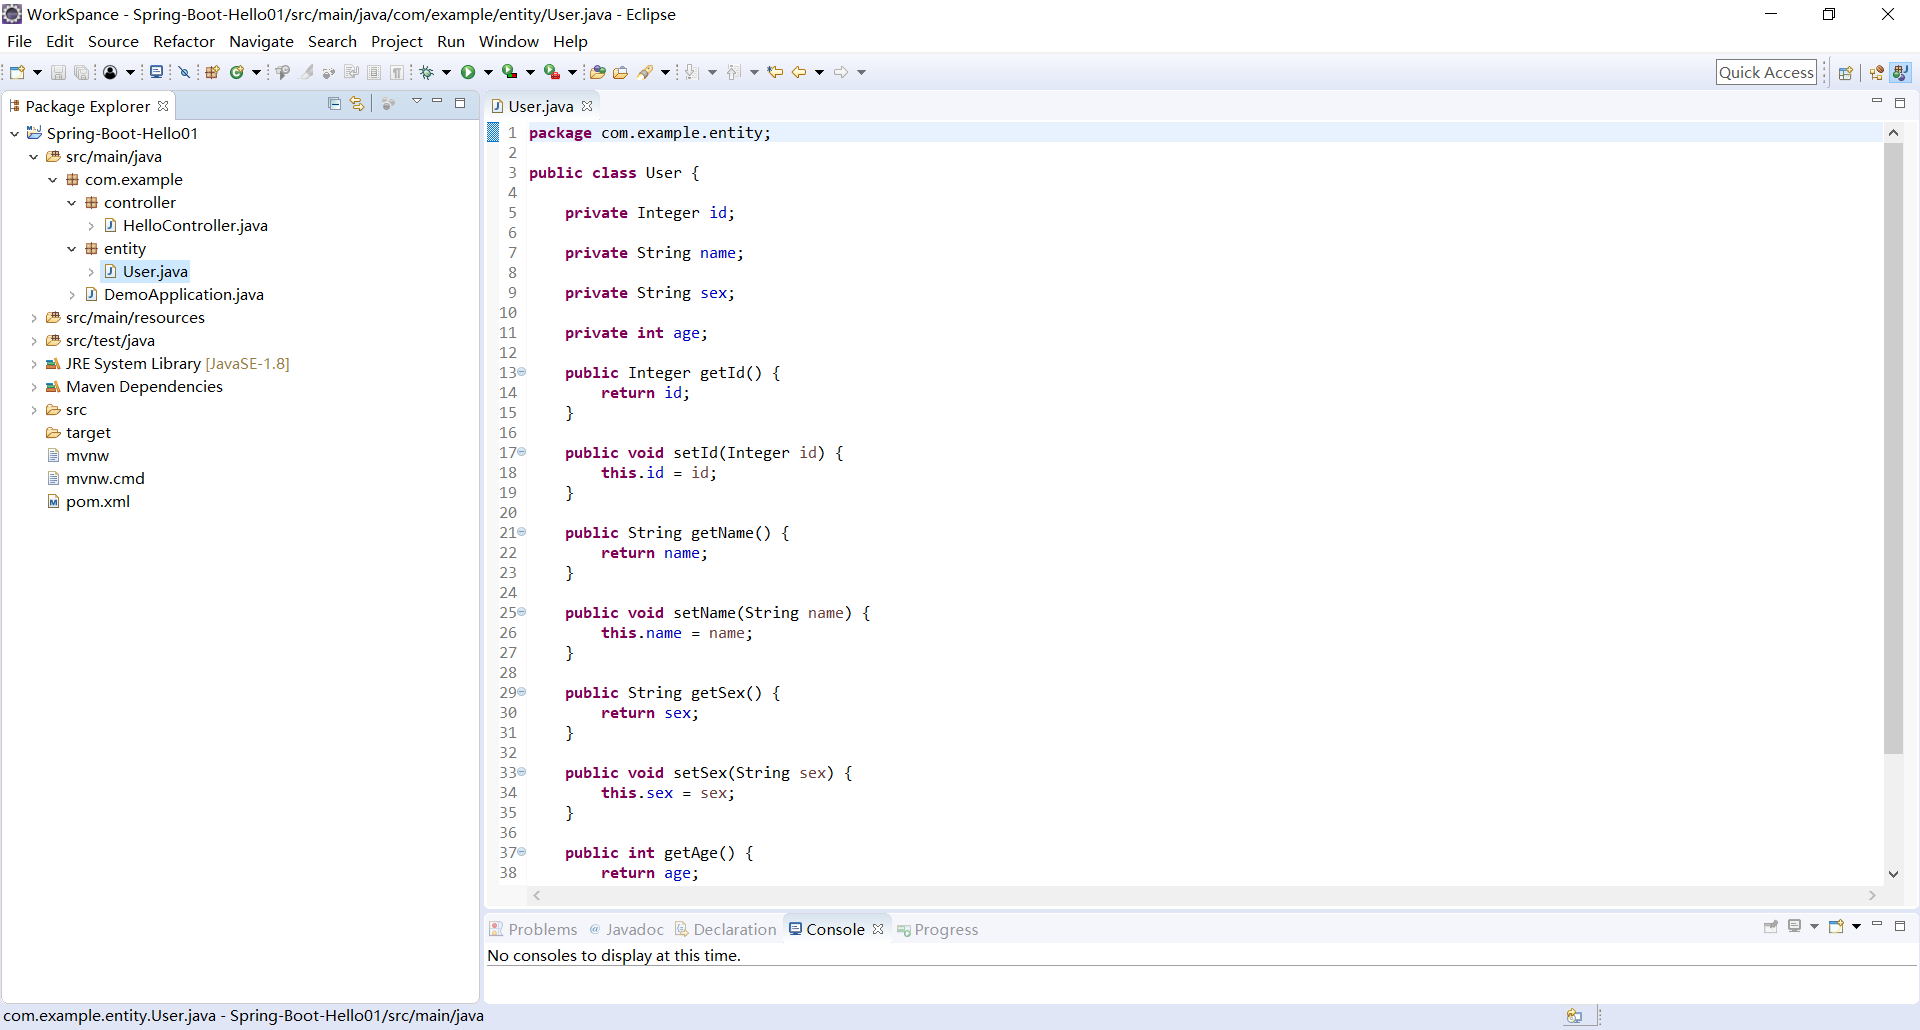 WorkSpance - Spring-Boot-Hello01/src/main/java/com/example/entity/User.java - Eclipse
File Edit Source Refactor Navigate Search Project Run Window Help
Quick Access
Package Explorer
Spring-Boot-Hello01
src/main/java
com.example
controller
HelloController.java
entity
User.java
DemoApplication.java
src/main/resources
src/test/java
JRE System Library [JavaSE-1.8]
Maven Dependencies
src
target
mvnw
mvnw.cmd
pom.xml
User.java
1 package com.example.entity;
2
3 public class User {
4
5     private Integer id;
6
7     private String name;
8
9     private String sex;
10
11     private int age;
12
13     public Integer getId() {
14         return id;
15     }
16
17     public void setId(Integer id) {
18         this.id = id;
19     }
20
21     public String getName() {
22         return name;
23     }
24
25     public void setName(String name) {
26         this.name = name;
27     }
28
29     public String getSex() {
30         return sex;
31     }
32
33     public void setSex(String sex) {
34         this.sex = sex;
35     }
36
37     public int getAge() {
38         return age;
Problems @ Javadoc Declaration Console Progress
No consoles to display at this time.
com.example.entity.User.java - Spring-Boot-Hello01/src/main/java